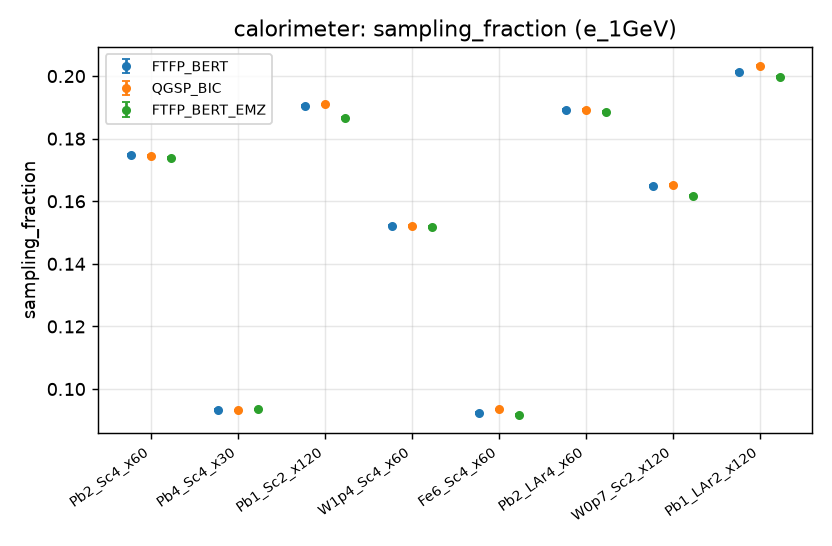 calorimeter: sampling_fraction (e_1GeV)
FTFP_BERT
QGSP_BIC
FTFP_BERT_EMZ
sampling_fraction
0.20
0.18
0.16
0.14
0.12
0.10
Pb2_Sc4_x60
Pb4_Sc4_x30
Pb1_Sc2_x120
W1p4_Sc4_x60
Fe6_Sc4_x60
Pb2_LAr4_x60
W0p7_Sc2_x120
Pb1_LAr2_x120